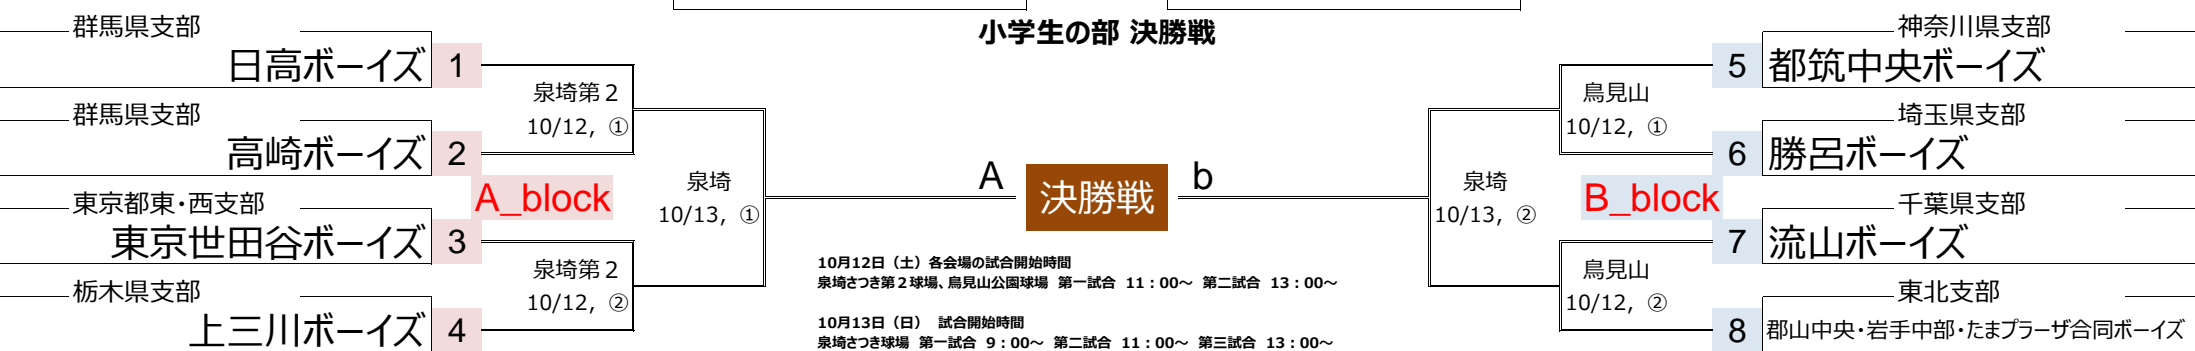 小学生の部 決勝戦
群馬県支部
日高ボーイズ 1
群馬県支部
高崎ボーイズ 2
泉埼第２
10/12, ①
A_block
東京都東・西支部
東京世田谷ボーイズ 3
栃木県支部
上三川ボーイズ 4
泉埼第２
10/12, ②
泉埼
10/13, ①
A 決勝戦 b
10月12日（土）各会場の試合開始時間
泉埼さつき第２球場、鳥見山公園球場 第一試合 11：00～ 第二試合 13：00～
10月13日（日） 試合開始時間
泉埼さつき球場 第一試合 9：00～ 第二試合 11：00～ 第三試合 13：00～
泉埼
10/13, ②
神奈川県支部
5 都筑中央ボーイズ
鳥見山
10/12, ①
埼玉県支部
6 勝呂ボーイズ
B_block
千葉県支部
7 流山ボーイズ
鳥見山
10/12, ②
東北支部
8 郡山中央・岩手中部・たまプラーザ合同ボーイズ